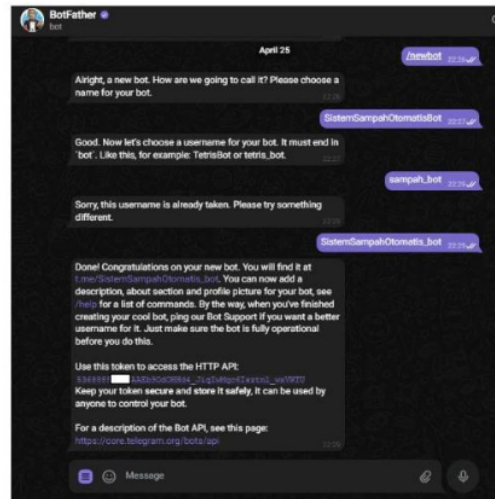 BotFather
bot
April 25
/newbot 22:26
Alright, a new bot. How are we going to call it? Please choose a
name for your bot. 22:26
SistemSampahOtomatisBot 22:27
Good. Now let's choose a username for your bot. It must end in
`bot`. Like this, for example: TetrisBot or tetris_bot. 22:27
sampah_bot
Sorry, this username is already taken. Please try something
different.
SistemSampahOtomatis_bot
Done! Congratulations on your new bot. You will find it at
t.me/SistemSampahOtomatis_bot. You can now add a
description, about section and profile picture for your bot, see
/help for a list of commands. By the way, when you've finished
creating your cool bot, ping our Bot Support if you want a better
username for it. Just make sure the bot is fully operational
before you do this.
Use this token to access the HTTP API:
Keep your token secure and store it safely, it can be used by
anyone to control your bot.
For a description of the Bot API, see this page:
https://core.telegram.org/bots/api
Message